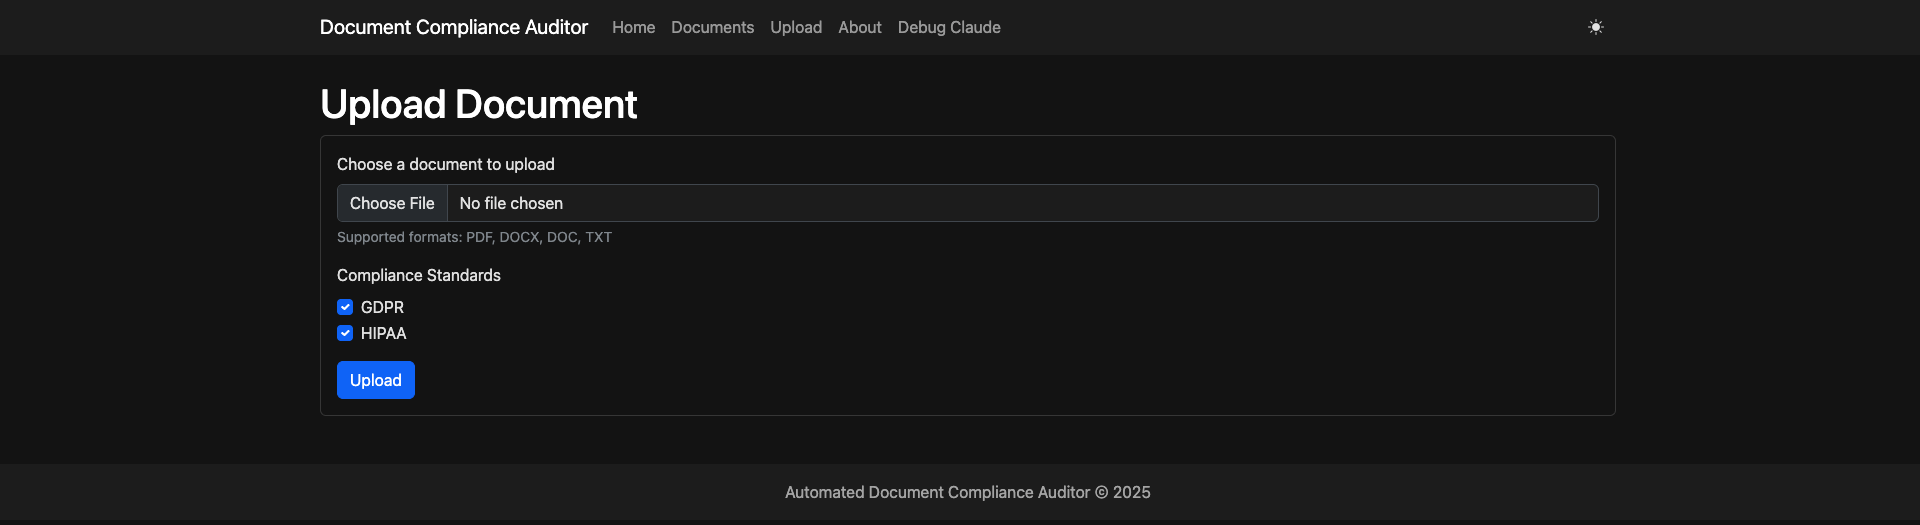 Document Compliance Auditor Home Documents Upload About Debug Claude
Upload Document
Choose a document to upload
Choose File No file chosen
Supported formats: PDF, DOCX, DOC, TXT
Compliance Standards
GDPR
HIPAA
Upload
Automated Document Compliance Auditor © 2025